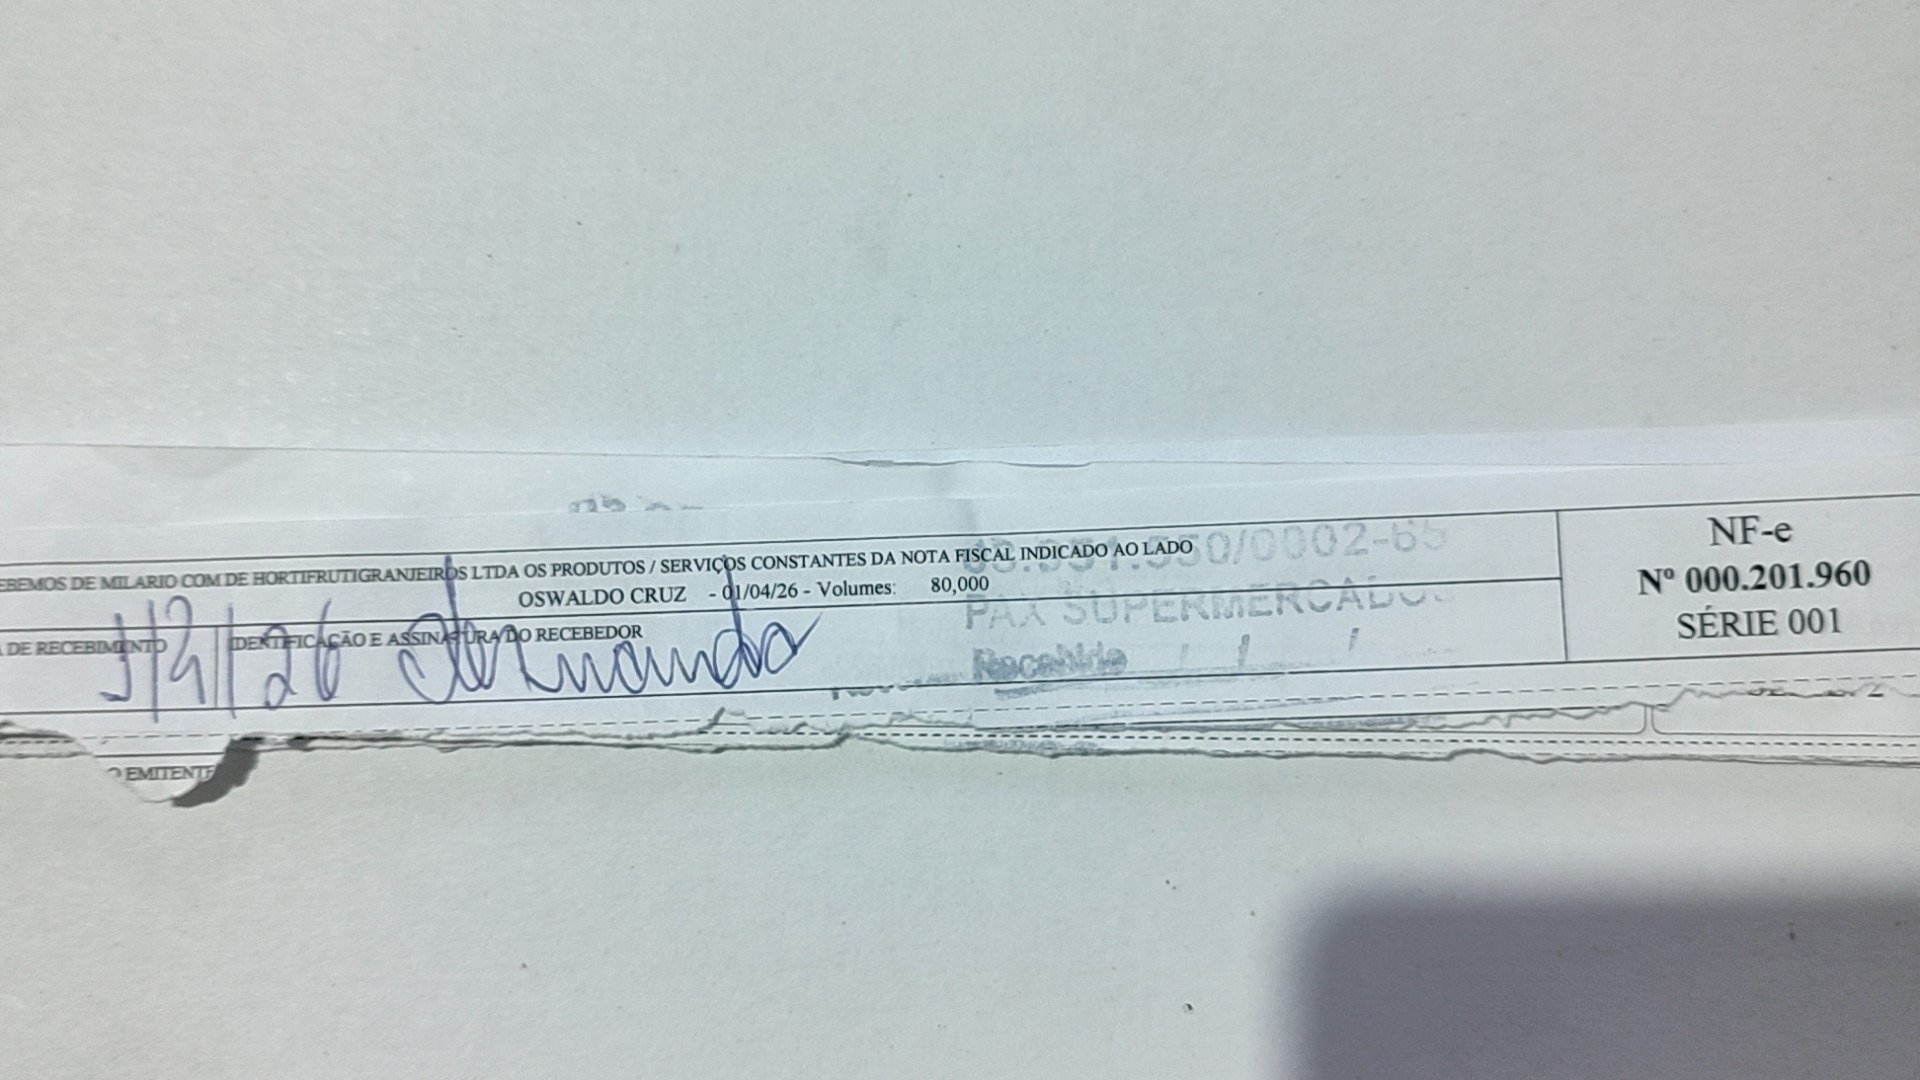 EBEMOS DE MILARIO COM DE HORTIFRUTIGRANJEIROS LTDA OS PRODUTOS / SERVIÇOS CONSTANTES DA NOTA FISCAL INDICADO AO LADO
OSWALDO CRUZ - 01/04/26 - Volumes: 80,000
DE RECEBIMENTO
IDENTIFICAÇÃO E ASSINATURA DO RECEBEDOR
/26
NF-e
Nº 000.201.960
SÉRIE 001
50/0002-65
PAX SUPERMERCADO
Recebido / /
O EMITENTE